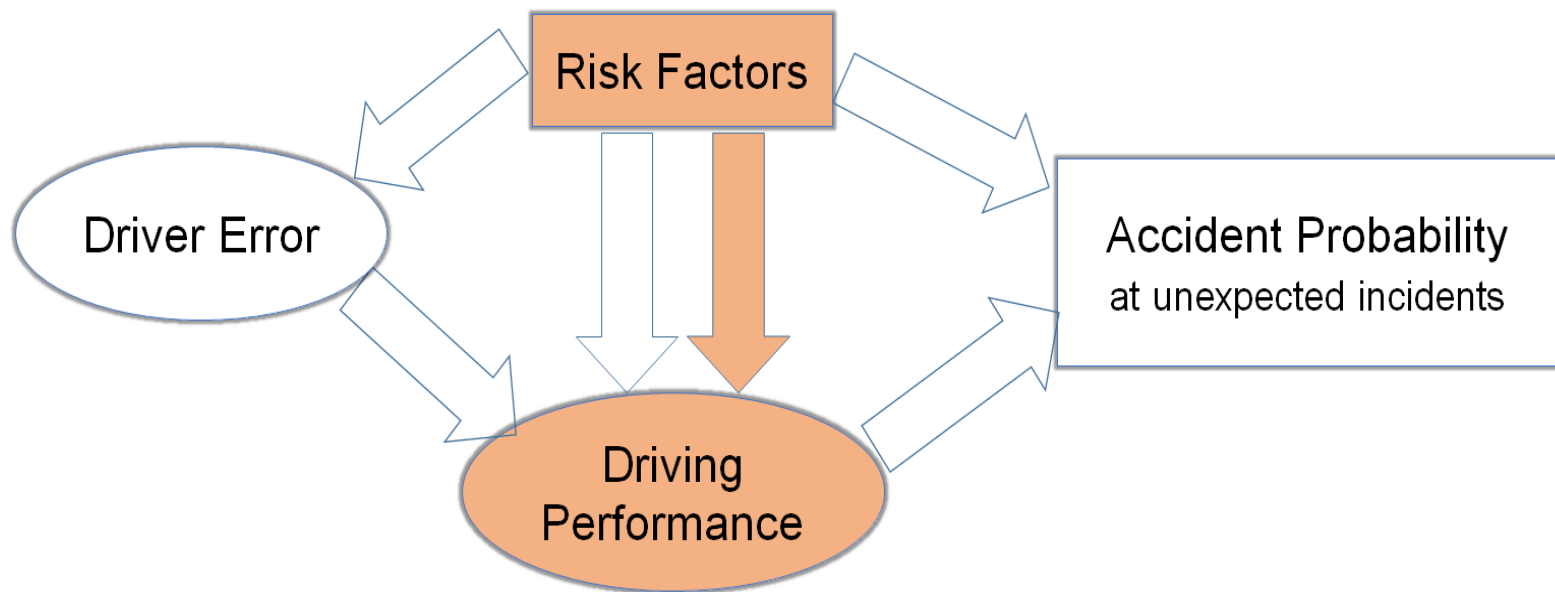 Risk Factors
Driver Error
Accident Probability
at unexpected incidents
Driving
Performance